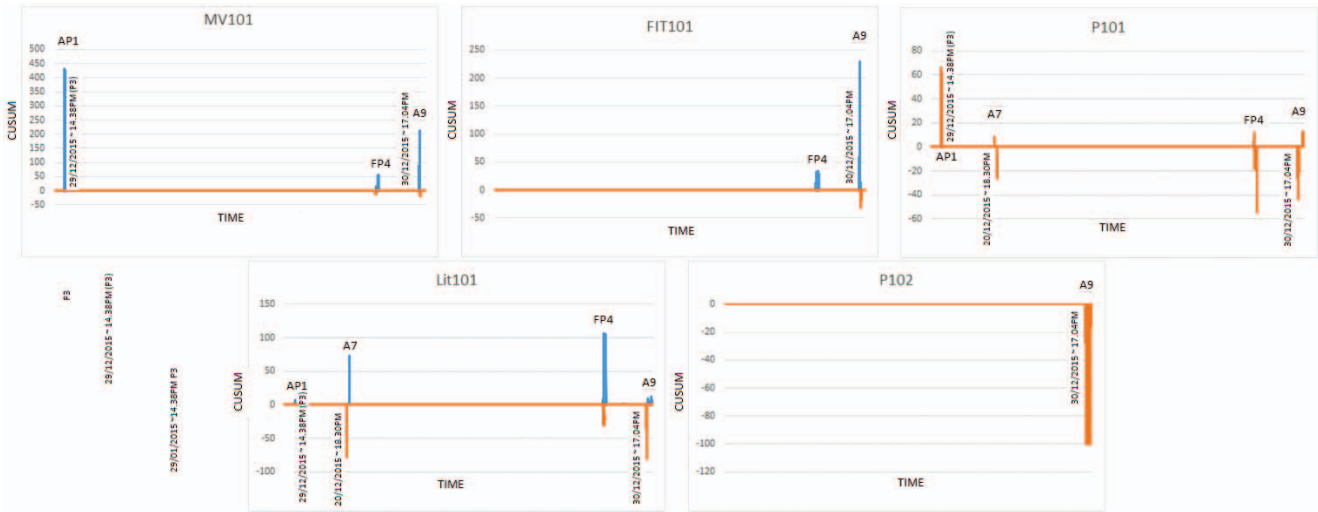 MV101
500
450
400
350
300
250
200
150
100
50
0
-50
CUSUM
TIME
AP1
29/12/2015 ~ 14.38PM (P3)
FP4
30/12/2015 ~ 17.04PM
A9
FIT101
250
200
150
100
50
0
-50
CUSUM
TIME
FP4
30/12/2015 ~ 17.04PM
A9
P101
80
60
40
20
0
-20
-40
-60
CUSUM
TIME
AP1
29/12/2015 ~ 14.38PM (P3)
A7
20/12/2015 ~ 18.30PM
FP4
30/12/2015 ~ 17.04PM
A9
P3
29/12/2015 ~ 14.38PM (P3)
29/01/2015 ~14.38PM P3
Lit101
150
100
50
0
-50
-100
CUSUM
TIME
AP1
29/12/2015 ~ 14.38PM (P3)
A7
20/12/2015 ~ 18.30PM
FP4
30/12/2015 ~ 17.04PM
A9
P102
0
-20
-40
-60
-80
-100
-120
CUSUM
TIME
A9
30/12/2015 ~ 17.04PM